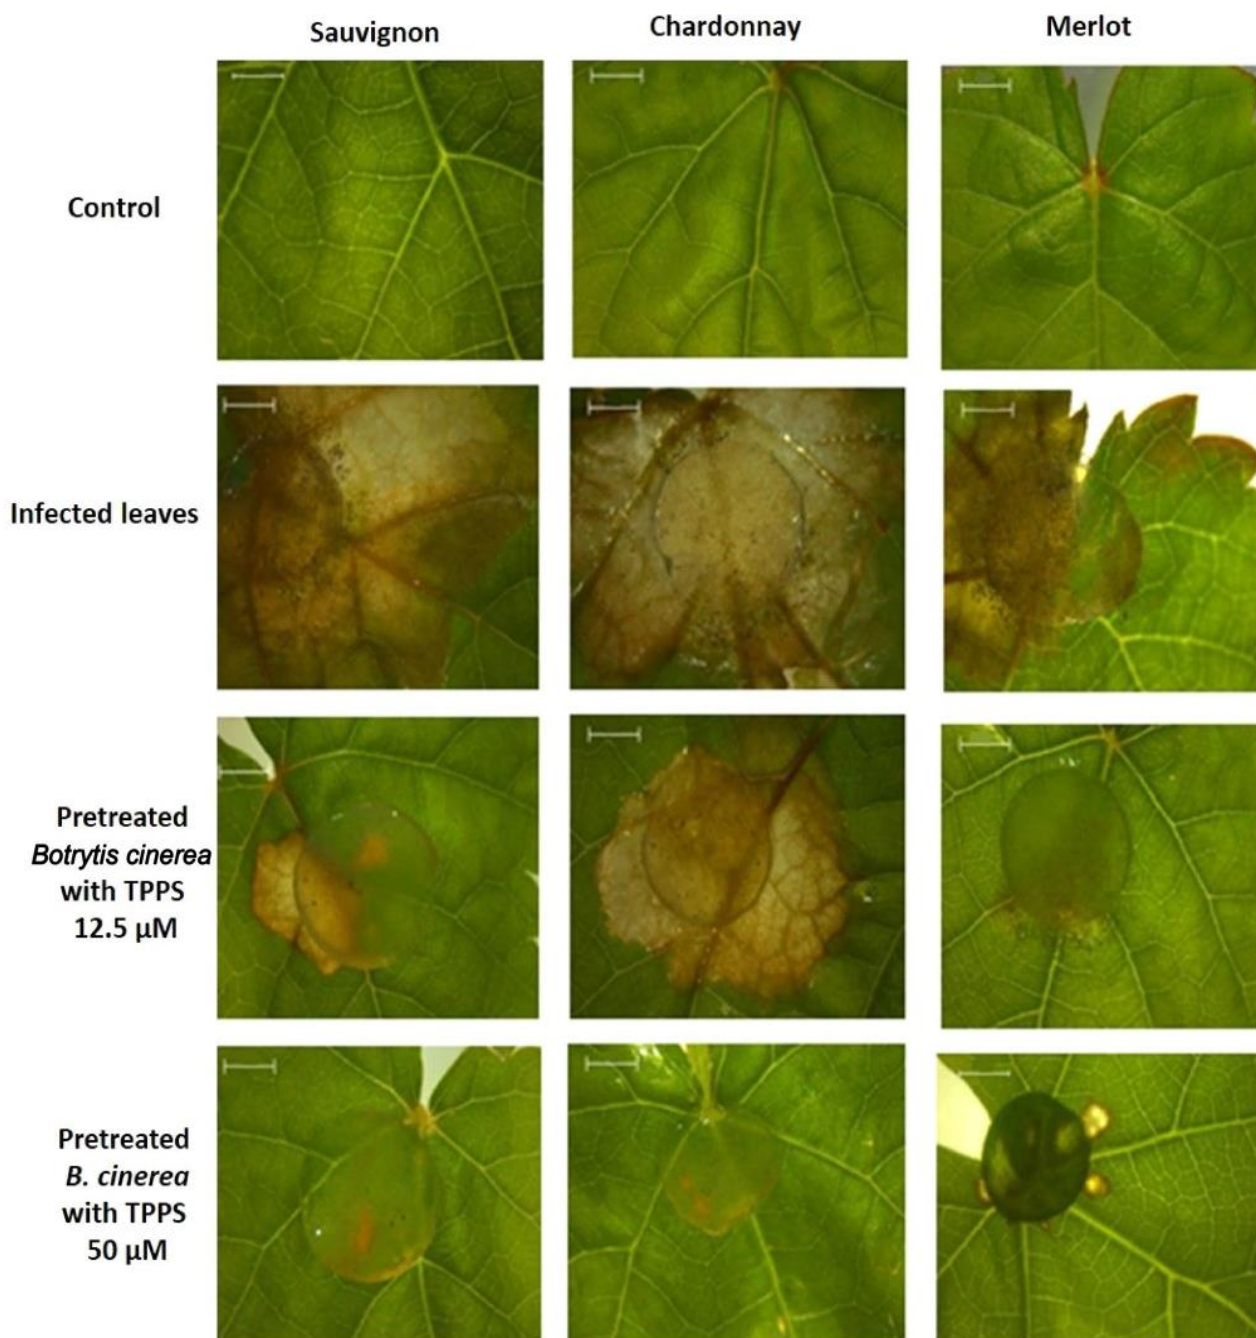 Sauvignon
Chardonnay
Merlot
Control
Infected leaves
Pretreated
Botrytis cinerea
with TPPS
12.5 µM
Pretreated
B. cinerea
with TPPS
50 µM